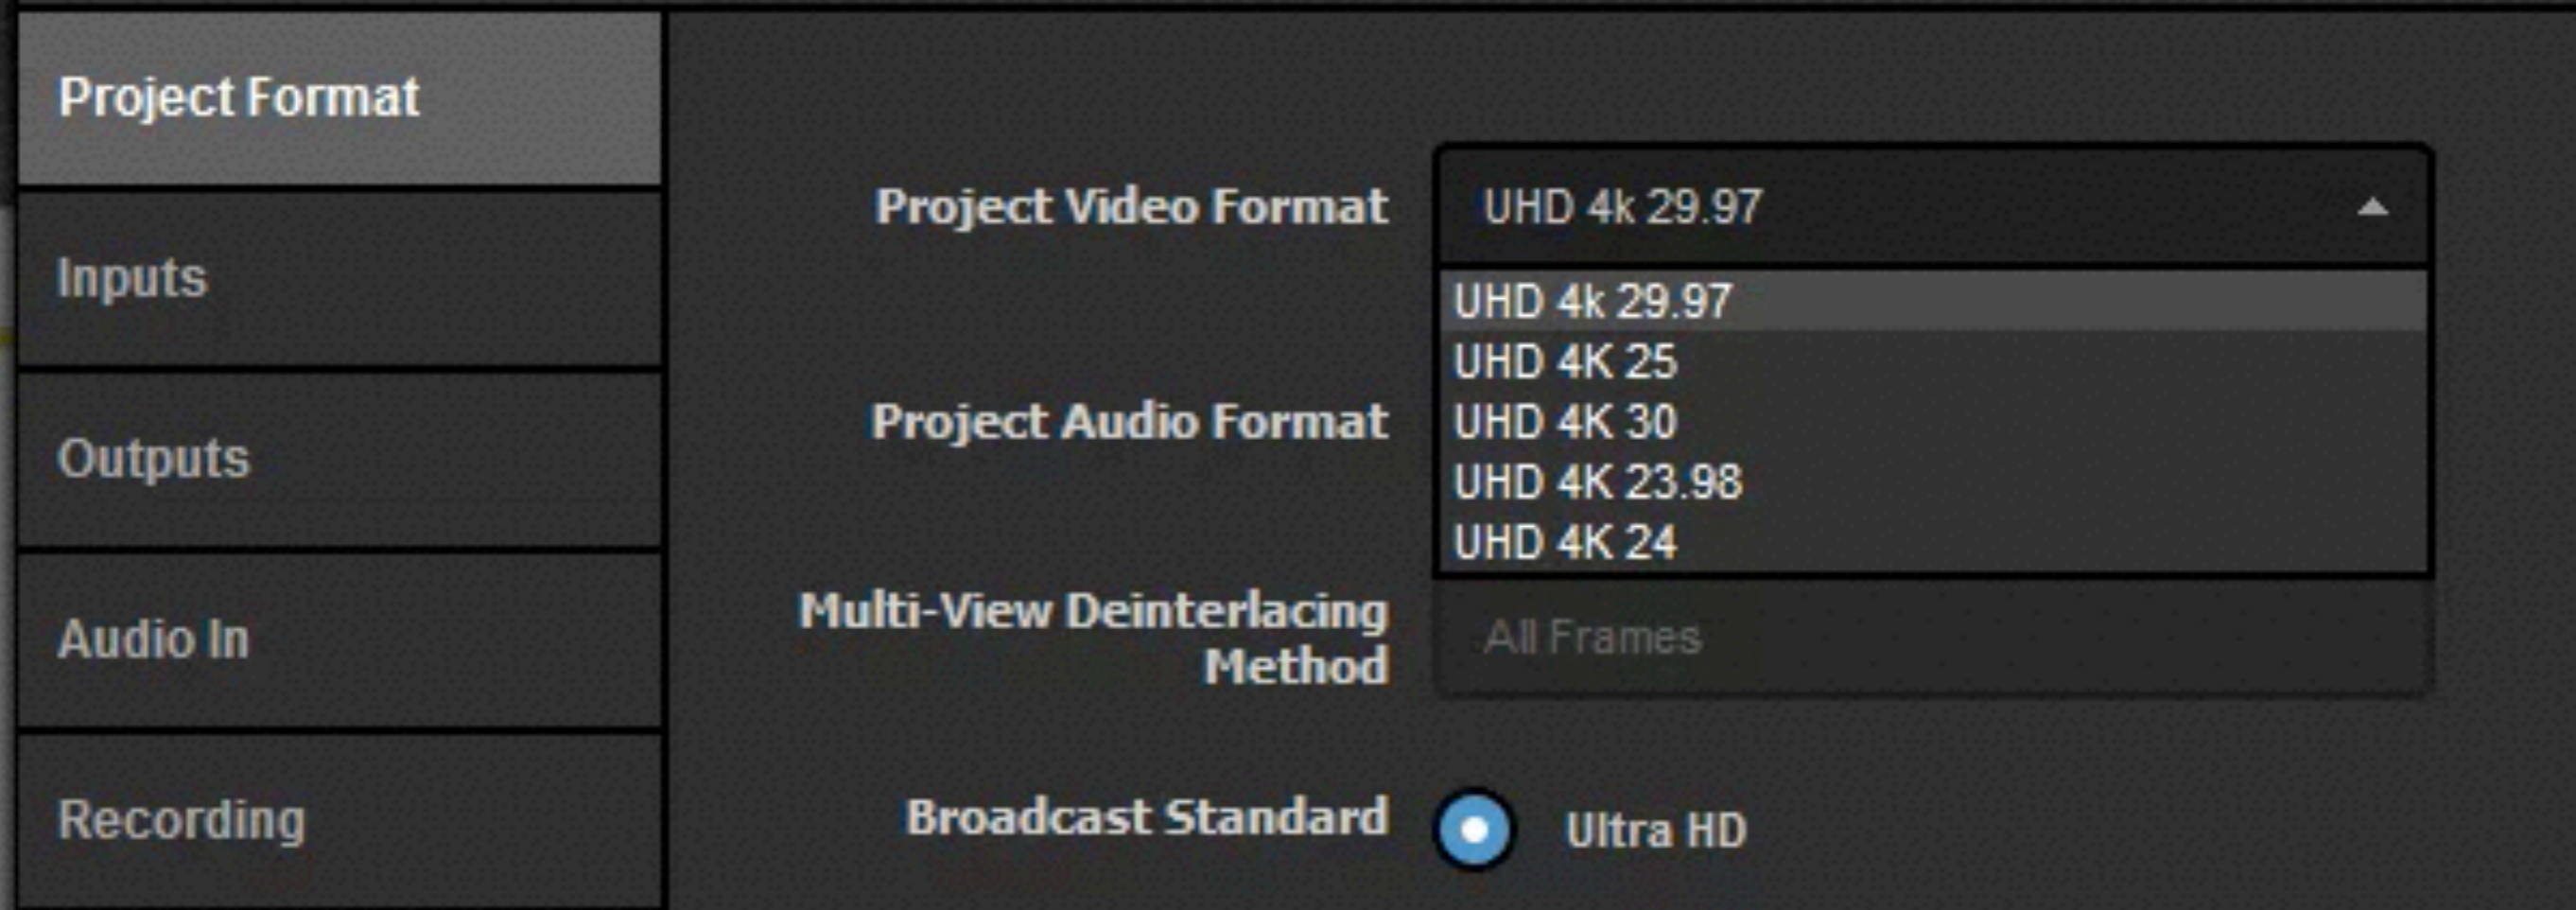 Project Format
Inputs
Outputs
Audio In
Recording
Project Video Format
UHD 4k 29.97
UHD 4k 29.97
UHD 4K 25
UHD 4K 30
UHD 4K 23.98
UHD 4K 24
Project Audio Format
Multi-View Deinterlacing
Method
All Frames
Broadcast Standard
Ultra HD